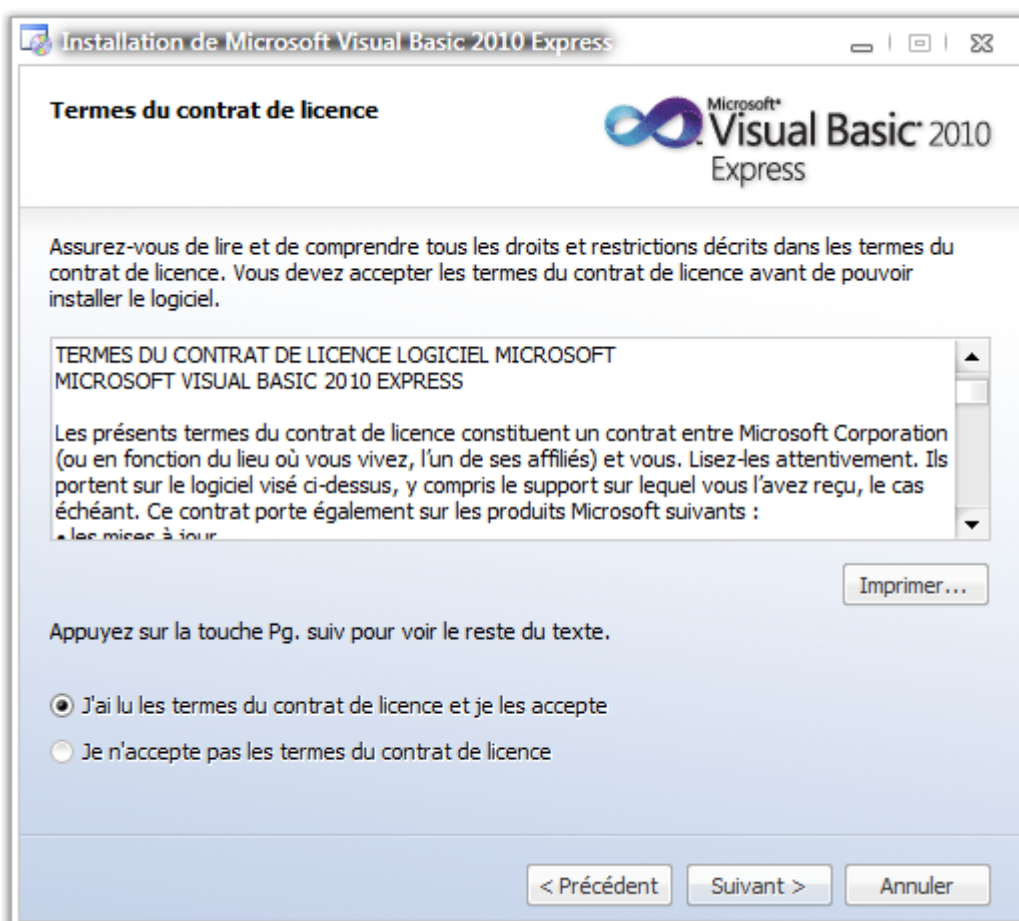 Installation de Microsoft Visual Basic 2010 Express
Termes du contrat de licence
Microsoft®
Visual Basic® 2010
Express
Assurez-vous de lire et de comprendre tous les droits et restrictions décrits dans les termes du
contrat de licence. Vous devez accepter les termes du contrat de licence avant de pouvoir
installer le logiciel.
TERMES DU CONTRAT DE LICENCE LOGICIEL MICROSOFT
MICROSOFT VISUAL BASIC 2010 EXPRESS
Les présents termes du contrat de licence constituent un contrat entre Microsoft Corporation
(ou en fonction du lieu où vous vivez, l’un de ses affiliés) et vous. Lisez-les attentivement. Ils
portent sur le logiciel visé ci-dessus, y compris le support sur lequel vous l’avez reçu, le cas
échéant. Ce contrat porte également sur les produits Microsoft suivants :
• les mises à jour
Imprimer...
Appuyez sur la touche Pg. suiv pour voir le reste du texte.
J'ai lu les termes du contrat de licence et je les accepte
Je n'accepte pas les termes du contrat de licence
< Précédent
Suivant >
Annuler